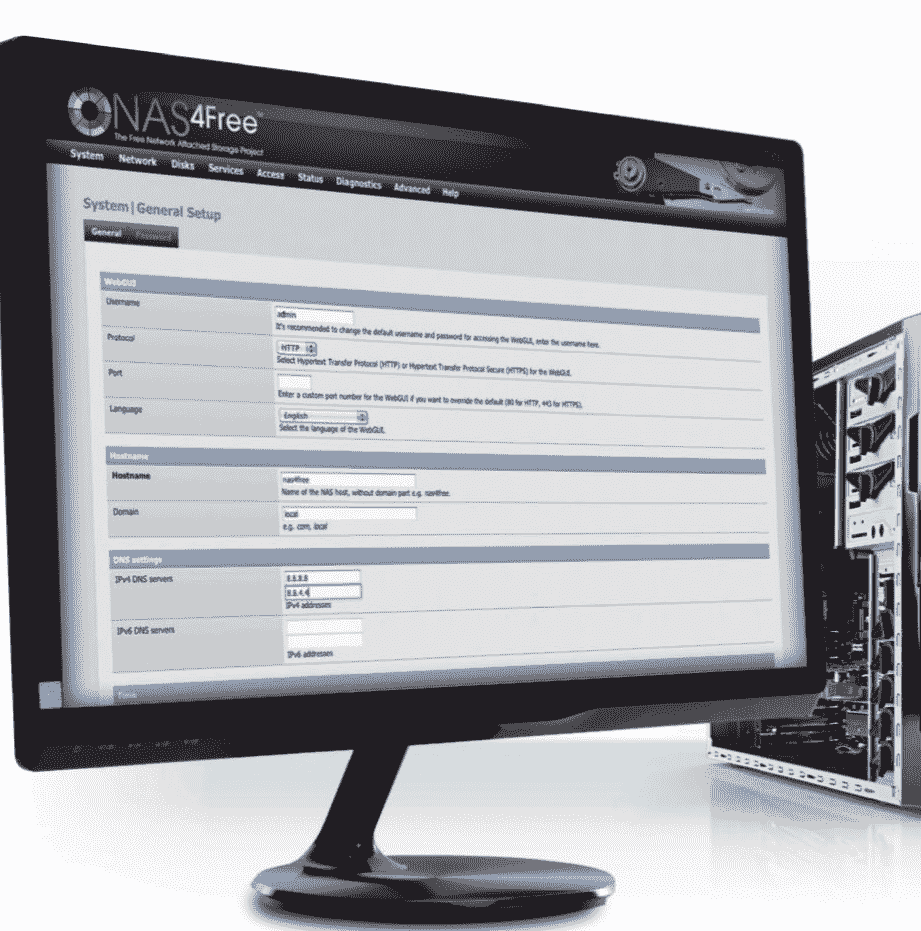 NAS4Free
The Free Network Attached Storage Project
System Network Disks Services Access Status Diagnostics Advanced Help
System|General Setup
General Password
WebGUI
Username
admin
It's recommended to change the default username and password for accessing the WebGUI, enter the username here.
Protocol
HTTP
Select Hypertext Transfer Protocol (HTTP) or Hypertext Transfer Protocol Secure (HTTPS) for the WebGUI.
Port
Enter a custom port number for the WebGUI if you want to override the default (80 for HTTP, 443 for HTTPS).
Language
English
Select the language of the WebGUI.
Hostname
Hostname
nas4free
Name of the NAS host, without domain part e.g. nas4free.
Domain
local
e.g. com, local
DNS settings
IPv4 DNS servers
8.8.8.8
8.8.4.4
IPv4 addresses
IPv6 DNS servers
IPv6 addresses
Time